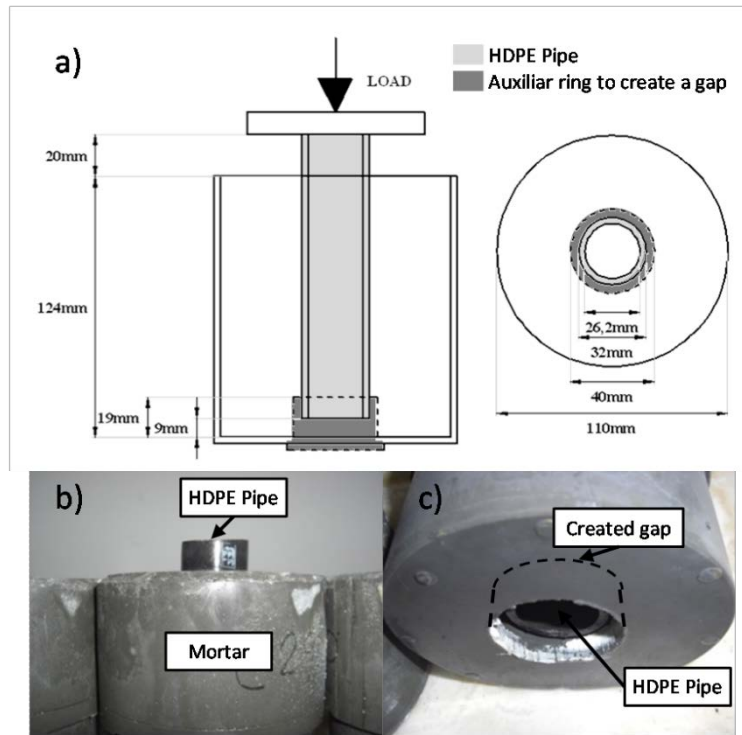 a)
LOAD
HDPE Pipe
Auxiliar ring to create a gap
20mm
124mm
19mm
9mm
26,2mm
32mm
40mm
110mm
b)
HDPE Pipe
Mortar
c)
Created gap
HDPE Pipe